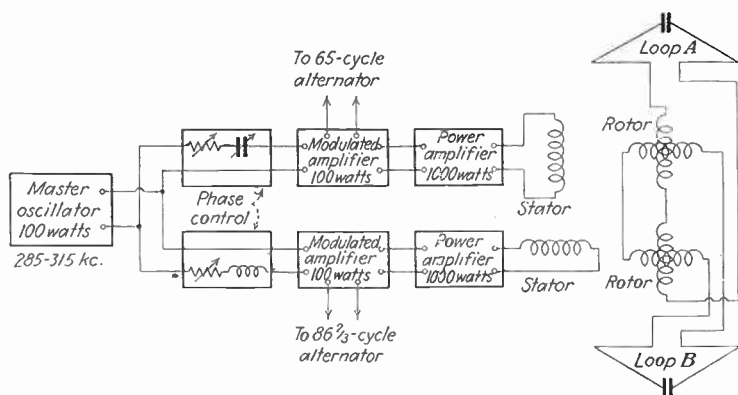 To 65-cycle
alternator
Loop A
Modulated
amplifier
100 watts
Power
amplifier
1000 watts
Rotor
Master
oscillator
100 watts
285-315 kc.
Phase
control
Stator
Modulated
amplifier
100 watts
Power
amplifier
1000 watts
Stator
Rotor
To 86⅔-cycle
alternator
Loop B